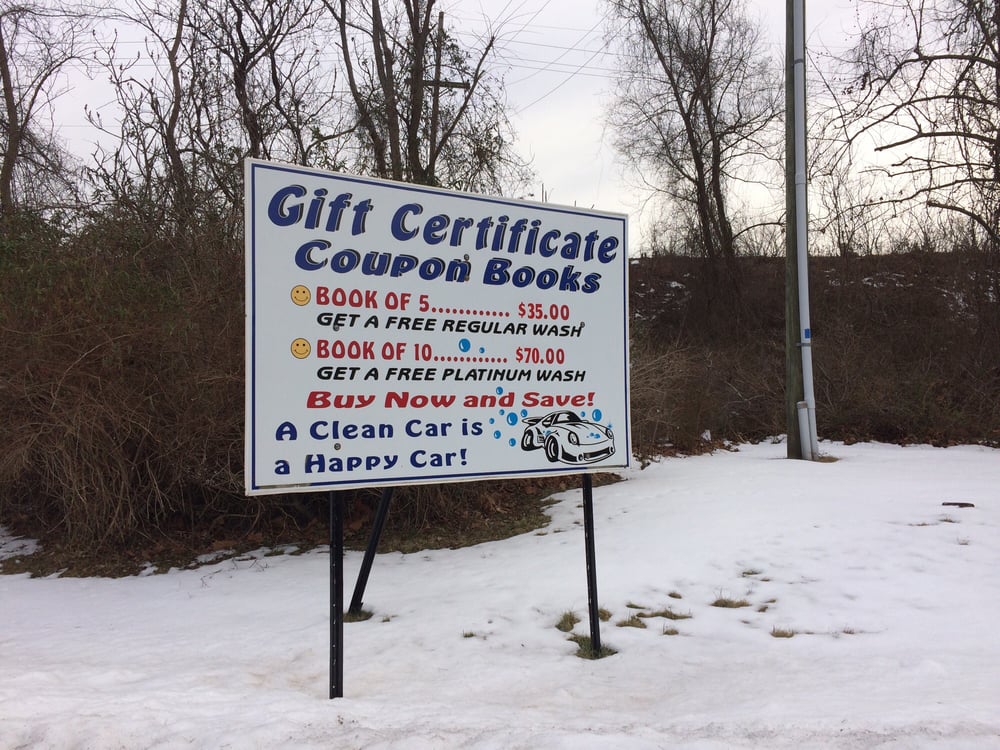 Gift Certificate
Coupon Books
BOOK OF 5............ $35.00
GET A FREE REGULAR WASH
BOOK OF 10............ $70.00
GET A FREE PLATINUM WASH
Buy Now and Save!
A Clean Car is
a Happy Car!